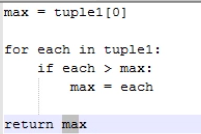 max = tuple1[0]
for each in tuple1:
    if each > max:
        max = each
return max